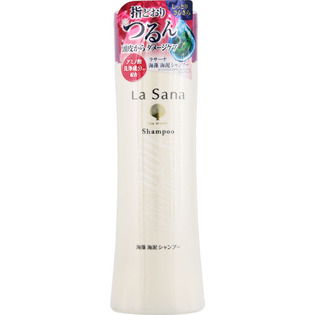 指どおり
つるん
頭皮からダメージケア
アミノ酸
洗浄成分
配合
ラサーナ
海藻 海泥シャンプー
La Sana
Shampoo
海藻 海泥 シャンプー